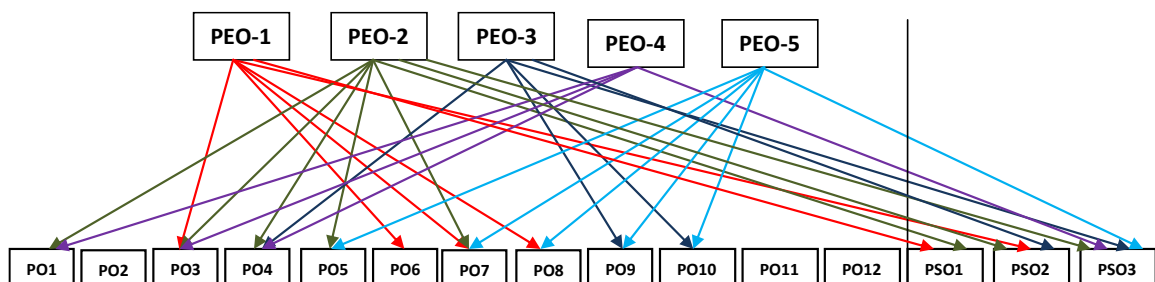 PEO-1 PEO-2 PEO-3 PEO-4 PEO-5
PO1 PO2 PO3 PO4 PO5 PO6 PO7 PO8 PO9 PO10 PO11 PO12 PSO1 PSO2 PSO3